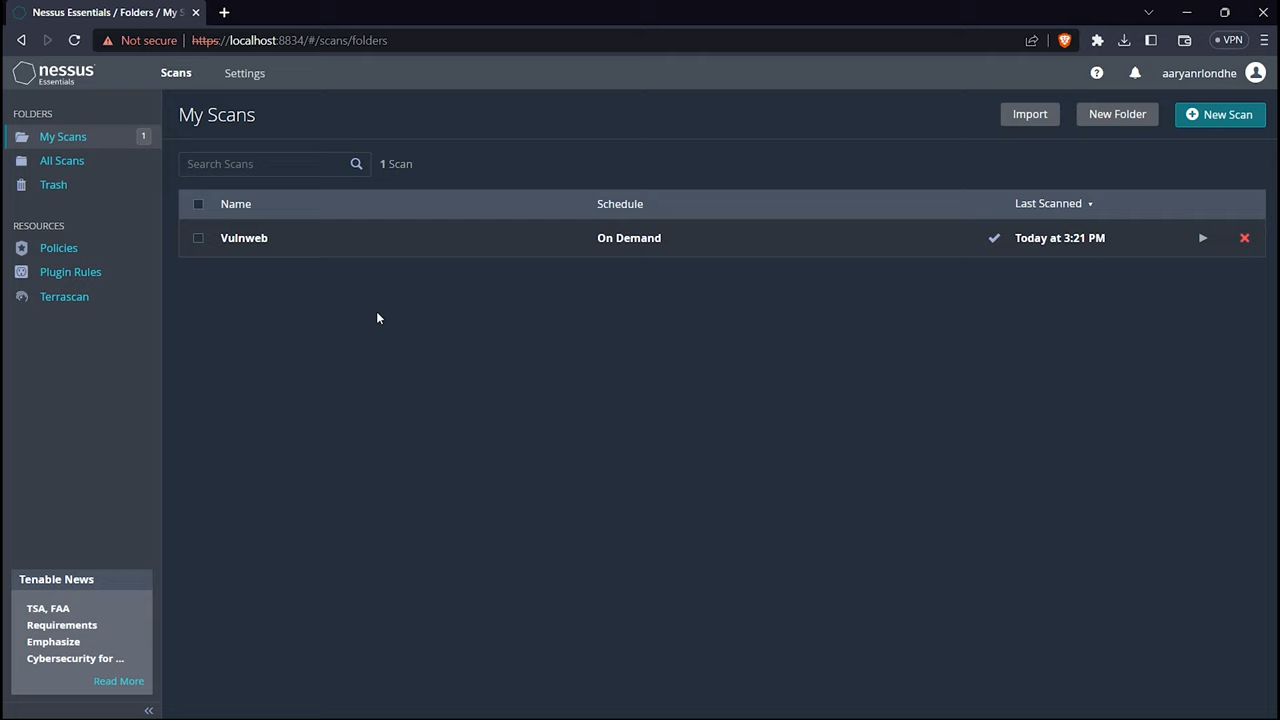 Nessus Essentials / Folders / My S
Not secure | https://localhost:8834/#/scans/folders
VPN
nessus
Essentials
Scans
Settings
aaryanrlondhe
FOLDERS
My Scans
1
All Scans
Trash
RESOURCES
Policies
Plugin Rules
Terrascan
Tenable News
TSA, FAA
Requirements
Emphasize
Cybersecurity for ...
Read More
My Scans
Import
New Folder
New Scan
Search Scans
1 Scan
Name
Schedule
Last Scanned
Vulnweb
On Demand
Today at 3:21 PM